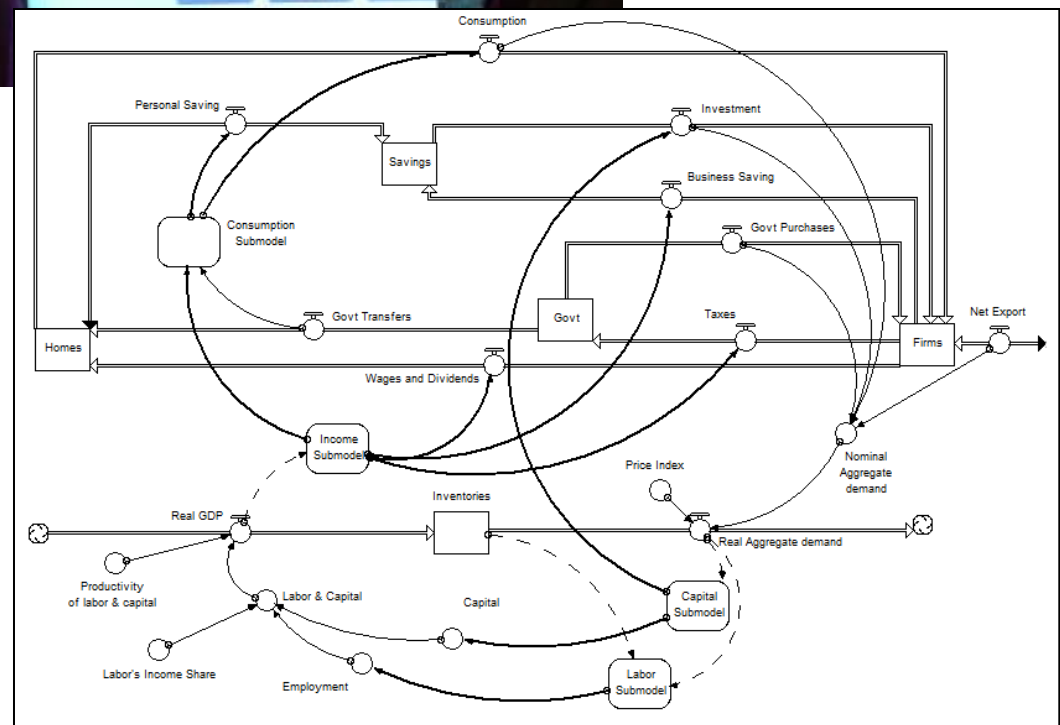 Consumption
Personal Saving
Investment
Savings
Business Saving
Consumption
Submodel
Govt Purchases
Govt Transfers
Govt
Taxes
Net Export
Homes
Firms
Wages and Dividends
Income
Submodel
Nominal
Aggregate
demand
Price Index
Inventories
Real GDP
Real Aggregate demand
Productivity
of labor & capital
Labor & Capital
Capital
Capital
Submodel
Labor's Income Share
Employment
Labor
Submodel